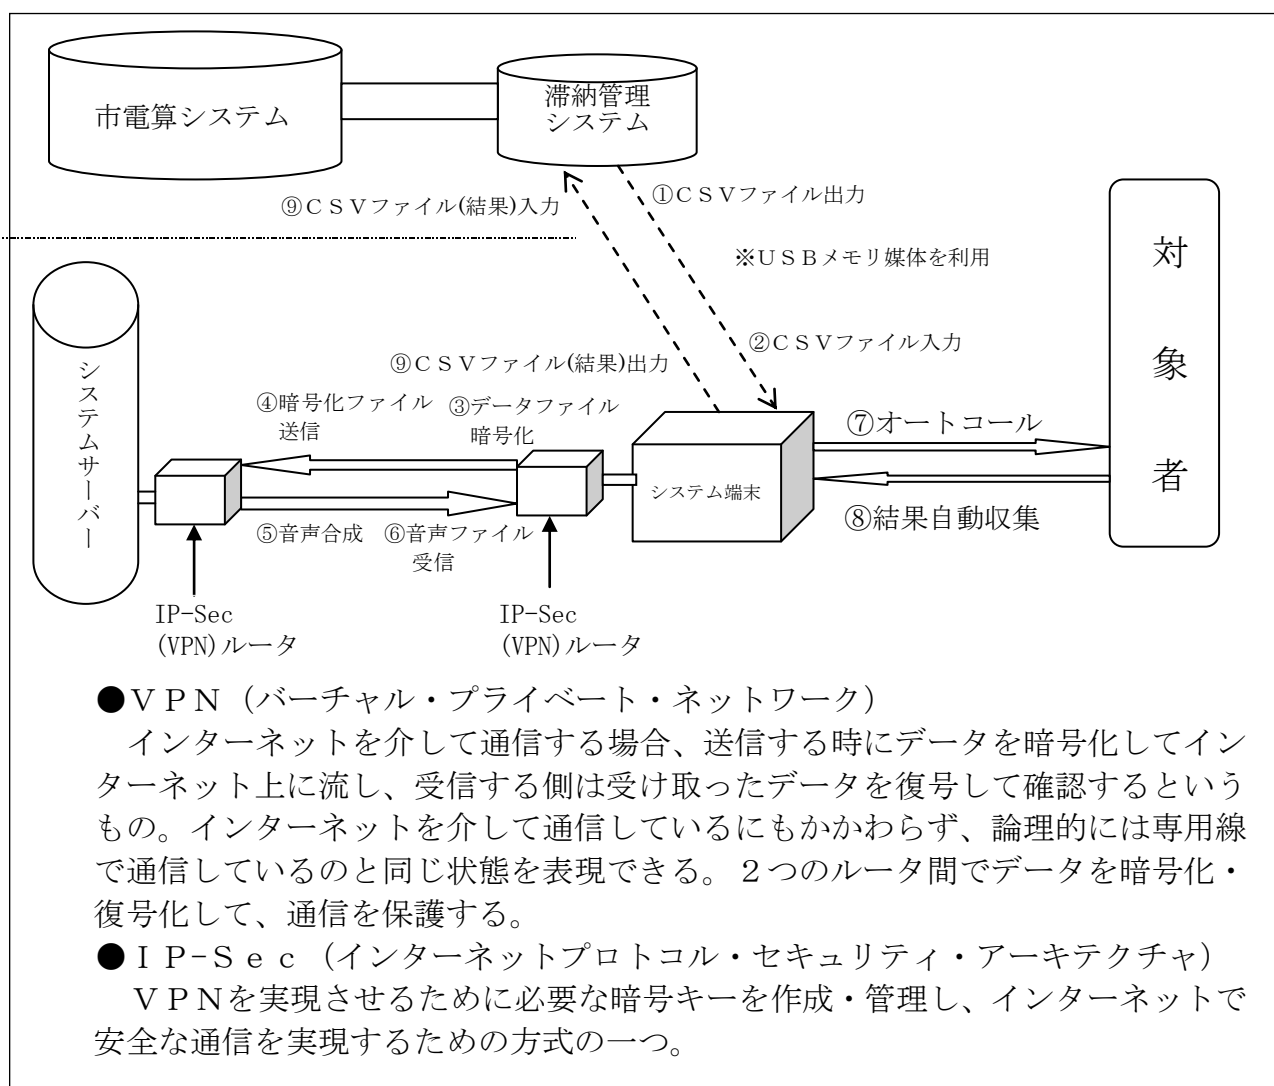 市電算システム
滞納管理
システム
①ＣＳＶファイル出力
⑨ＣＳＶファイル(結果)入力
※ＵＳＢメモリ媒体を利用
対象者
システムサーバー
②ＣＳＶファイル入力
⑨ＣＳＶファイル(結果)出力
④暗号化ファイル
送信
③データファイル
暗号化
⑦オートコール
システム端末
⑧結果自動収集
⑤音声合成
⑥音声ファイル
受信
IP-Sec
(VPN)ルータ
IP-Sec
(VPN)ルータ
●ＶＰＮ（バーチャル・プライベート・ネットワーク）
インターネットを介して通信する場合、送信する時にデータを暗号化してイン
ターネット上に流し、受信する側は受け取ったデータを復号して確認するという
もの。インターネットを介して通信しているにもかかわらず、論理的には専用線
で通信しているのと同じ状態を表現できる。２つのルータ間でデータを暗号化・
復号化して、通信を保護する。
●ＩＰ-Ｓｅｃ（インターネットプロトコル・セキュリティ・アーキテクチャ）
ＶＰＮを実現させるために必要な暗号キーを作成・管理し、インターネットで
安全な通信を実現するための方式の一つ。